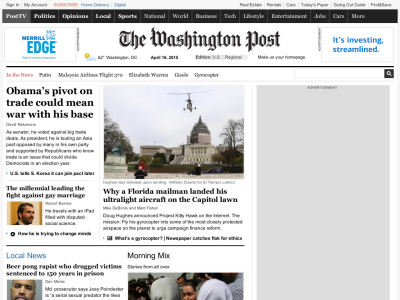 Sign In My Account SUBSCRIBE: Home Delivery Digital Real Estate Rentals Cars Today's Paper Going Out Guide Find&Save
PostTV Politics Opinions Local Sports National World Business Tech Lifestyle Entertainment Jobs Cars More
MERRILL
EDGE
The Washington Post
82° Washington, DC April 16, 2015 Edition: U.S. | Regional Make us your homepage
It's investing,
streamlined.
In the News Putin Malaysia Airlines Flight 370 Elizabeth Warren Gisele Gyrocopter
Obama's pivot on
trade could mean
war with his base
David Nakamura
As senator, he voted against big trade
deals. As president, he is touting an Asia
pact opposed by many in his own party
and supported by Republicans who know
trade is an issue that could divide
Democrats in an election year.
U.S. tells S. Korea it can join pact later
The millennial leading the
fight against gay marriage
Robert Barnes
He travels with an iPad
filled with disputed
social science.
How he is trying to change minds
Hughes was arrested upon landing. (Alfredo Duarte for El Tiempo Latino)
Why a Florida mailman landed his
ultralight aircraft on the Capitol lawn
Mike DeBonis and Marc Fisher
Doug Hughes announced Project Kitty Hawk on the Internet. The
mission: Fly his gyrocopter into some of the most closely protected
airspace on the planet to urge campaign finance reform.
What's a gyrocopter? | Newspaper catches flak for ethics
ADVERTISEMENT
Local News
Beer pong rapist who drugged victims
sentenced to 150 years in prison
Dan Morse
Md. prosecutor says Joey Poindexter
is "a serial sexual predator the likes
Morning Mix
Stories from all over
ADVERTISEMENT